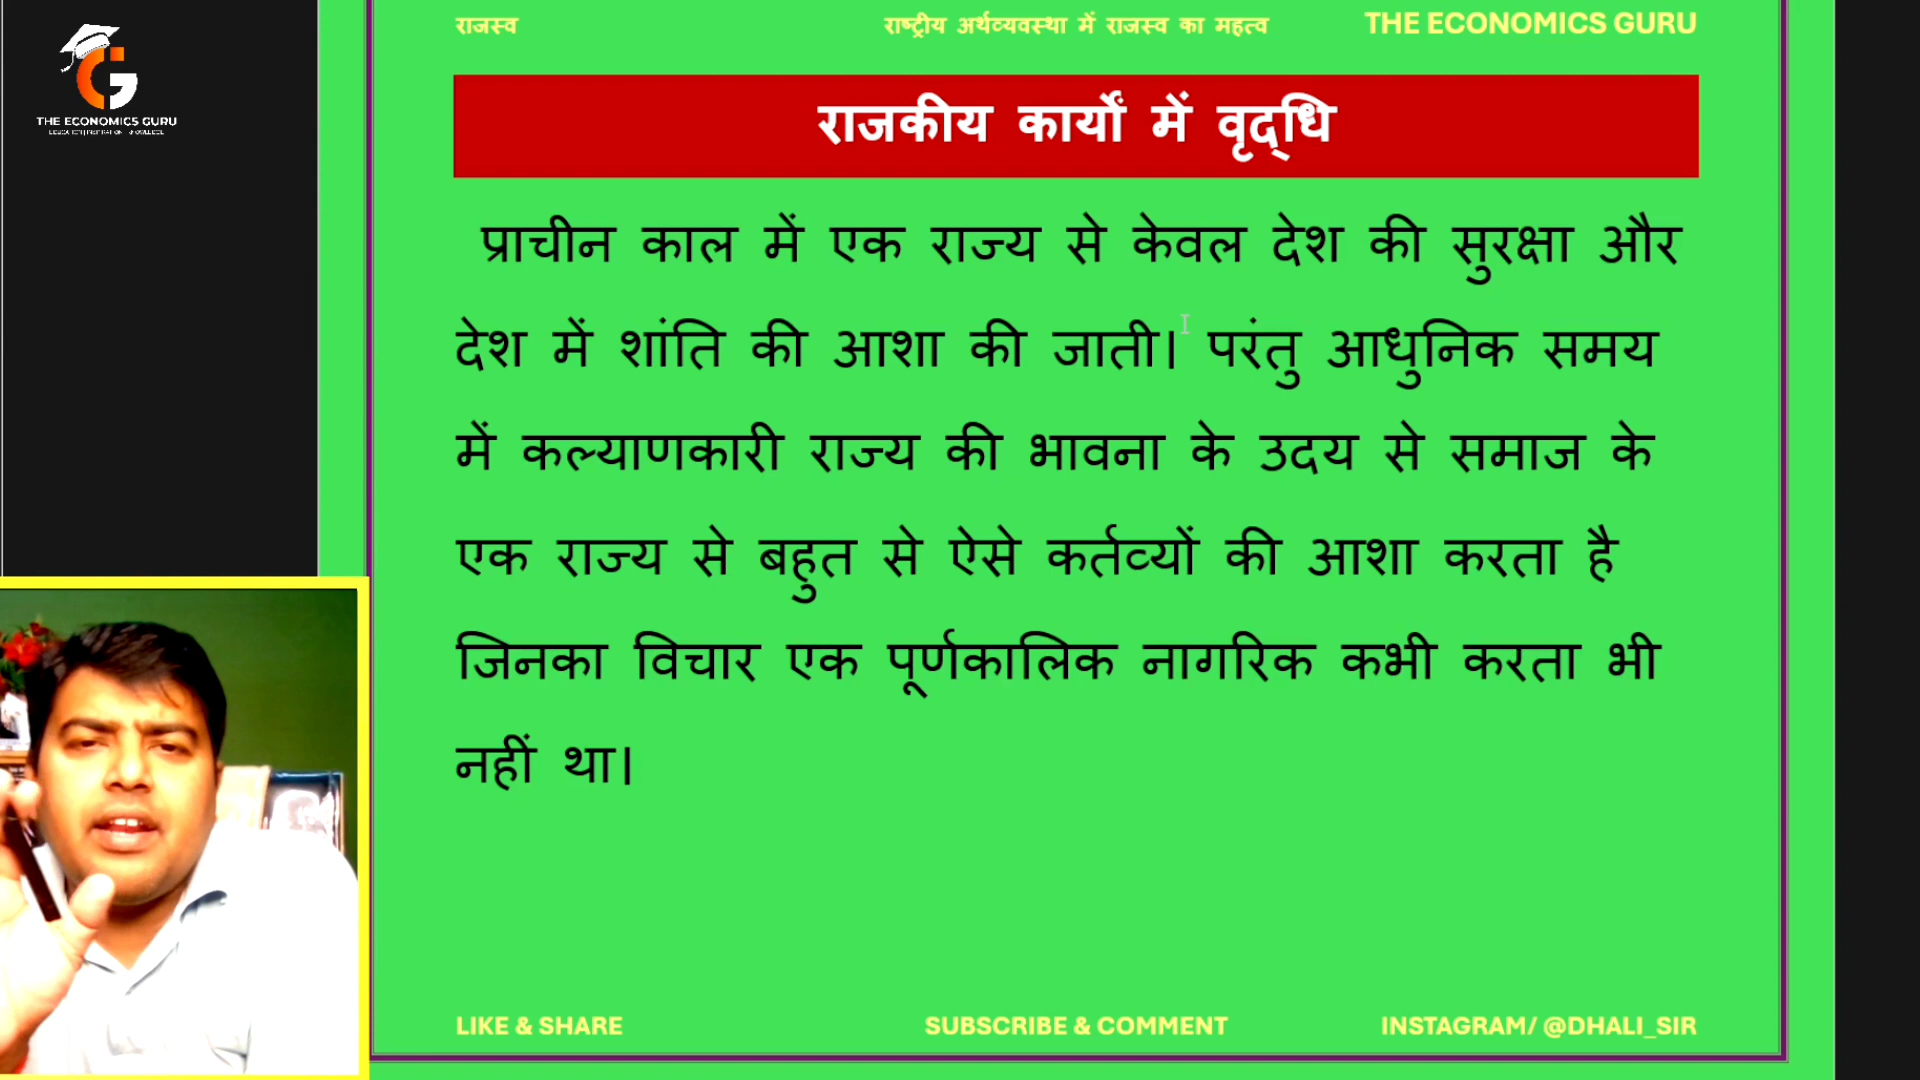 राजस्व राष्ट्रीय अर्थव्यवस्था में राजस्व का महत्व THE ECONOMICS GURU
THE ECONOMICS GURU
राजकीय कार्यों में वृद्धि
प्राचीन काल में एक राज्य से केवल देश की सुरक्षा और
देश में शांति की आशा की जाती। परंतु आधुनिक समय
में कल्याणकारी राज्य की भावना के उदय से समाज के
एक राज्य से बहुत से ऐसे कर्तव्यों की आशा करता है
जिनका विचार एक पूर्णकालिक नागरिक कभी करता भी
नहीं था।
LIKE & SHARE SUBSCRIBE & COMMENT INSTAGRAM/ @DHALI_SIR